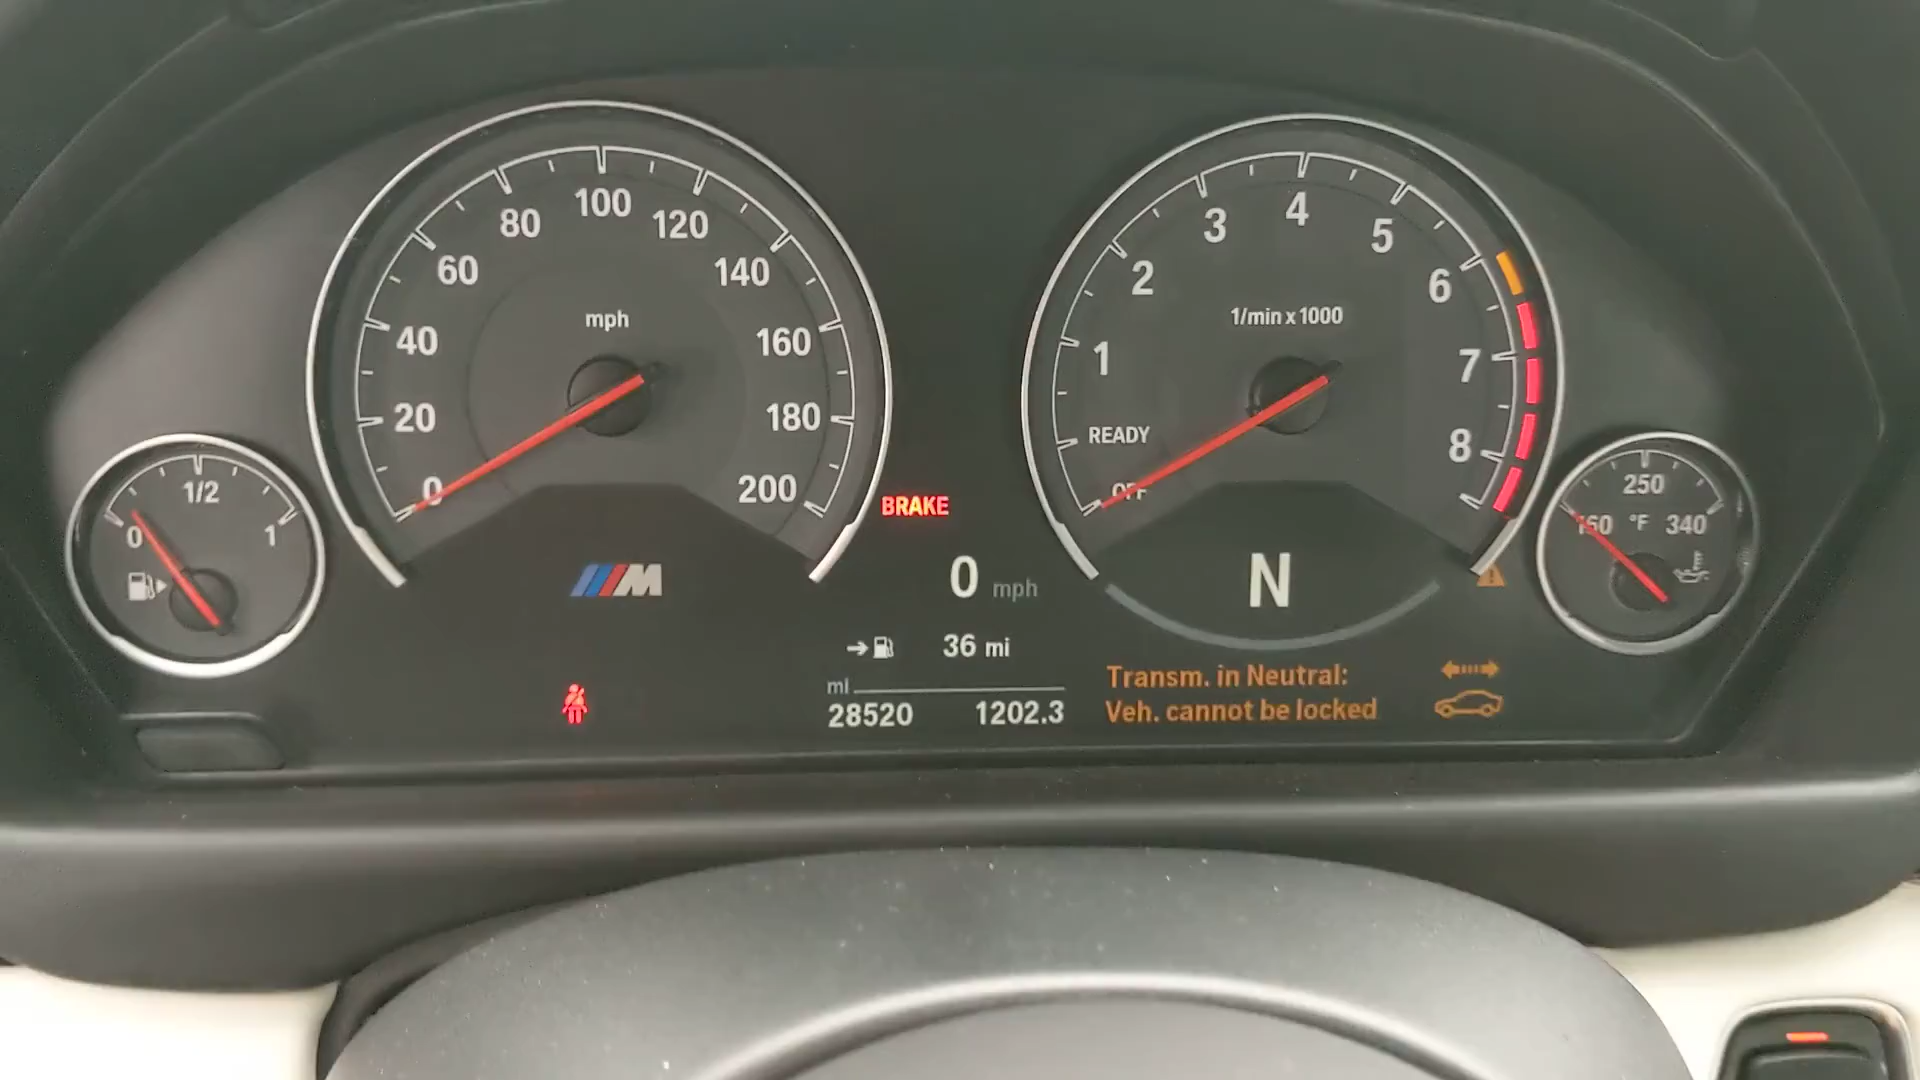 0
20
40
60
80
100
120
140
160
180
200
mph
OFF
READY
1
2
3
4
5
6
7
8
1/min x 1000
0
1/2
1
160
250
340
°F
BRAKE
M
0 mph
36 mi
mi
28520 1202.3
N
Transm. in Neutral:
Veh. cannot be locked